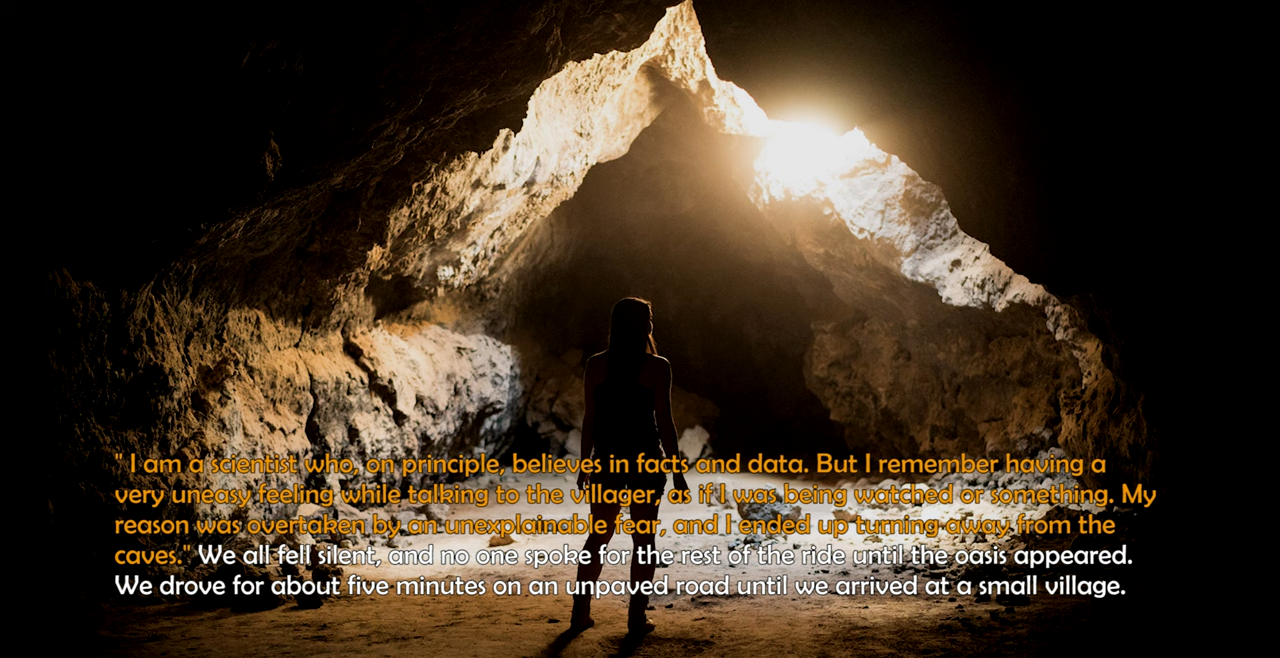 " I am a scientist who, on principle, believes in facts and data. But I remember having a
very uneasy feeling while talking to the villager, as if I was being watched or something. My
reason was overtaken by an unexplainable fear, and I ended up turning away from the
caves." We all fell silent, and no one spoke for the rest of the ride until the oasis appeared.
We drove for about five minutes on an unpaved road until we arrived at a small village.